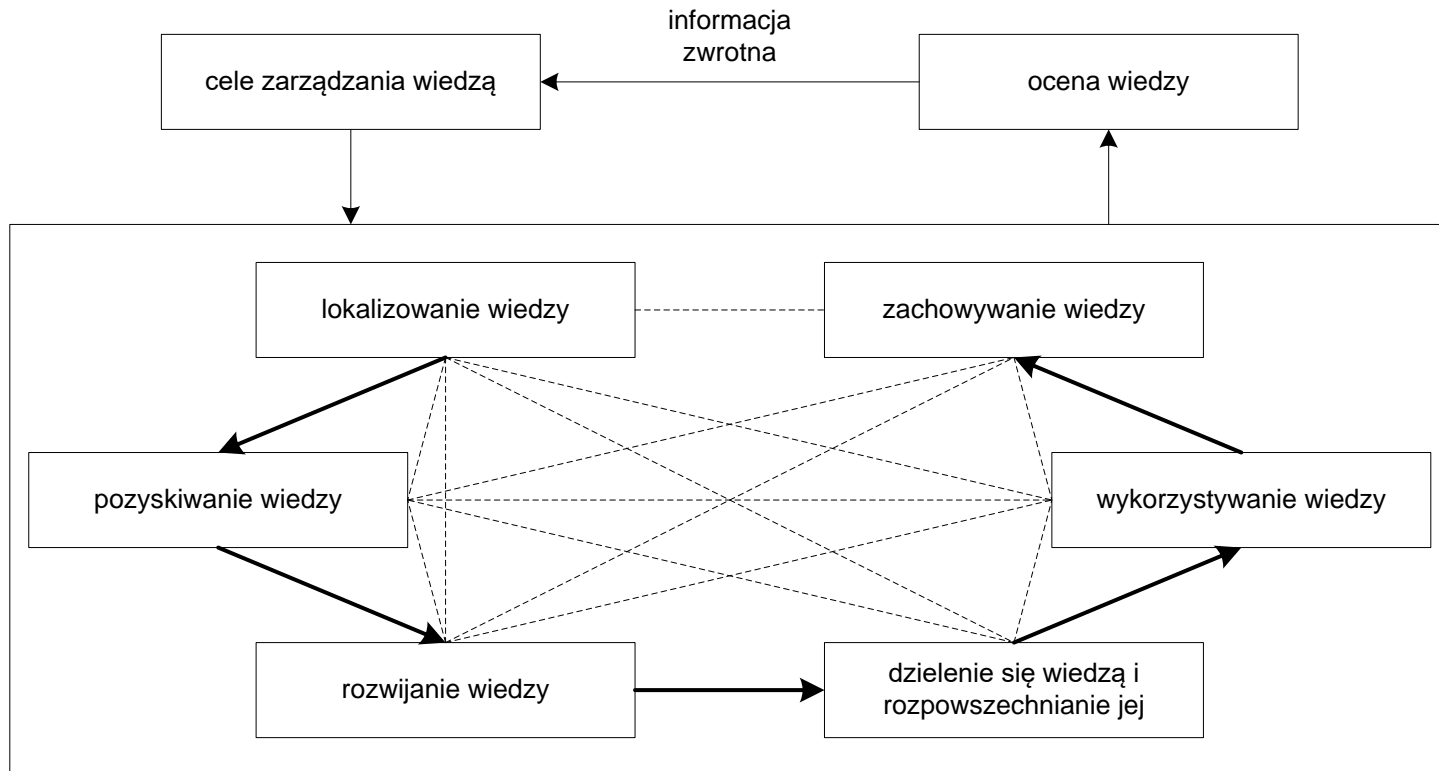 informacja
zwrotna
cele zarządzania wiedzą
ocena wiedzy
lokalizowanie wiedzy
zachowywanie wiedzy
pozyskiwanie wiedzy
wykorzystywanie wiedzy
rozwijanie wiedzy
dzielenie się wiedzą i
rozpowszechnianie jej